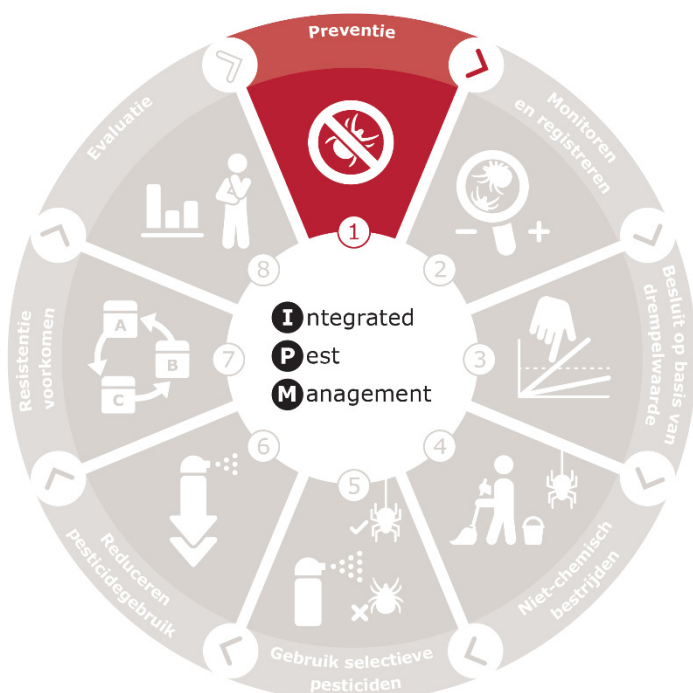 Preventie
1
Monitoren
en registreren
2
Besluit op basis van
drempelwaarde
3
Niet-chemisch
bestrijden
4
Gebruik selectieve
pesticiden
5
Reduceren
pesticidegebruik
6
Resistentie
voorkomen
7
A
B
C
Evaluatie
8
Integrated
Pest
Management